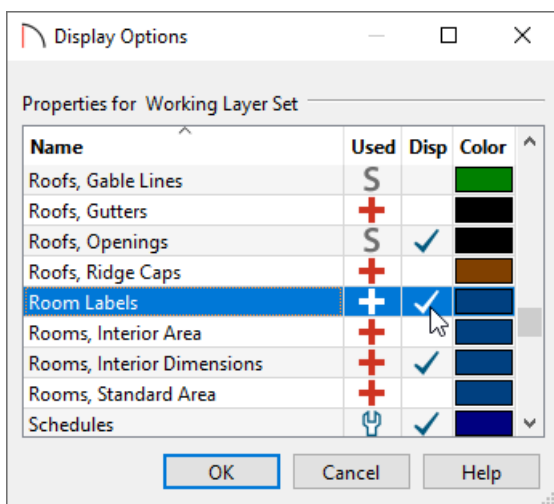 Display Options
Properties for Working Layer Set
Name Used Disp Color
Roofs, Gable Lines S
Roofs, Gutters
Roofs, Openings S
Roofs, Ridge Caps
Room Labels
Rooms, Interior Area
Rooms, Interior Dimensions
Rooms, Standard Area
Schedules
OK Cancel Help